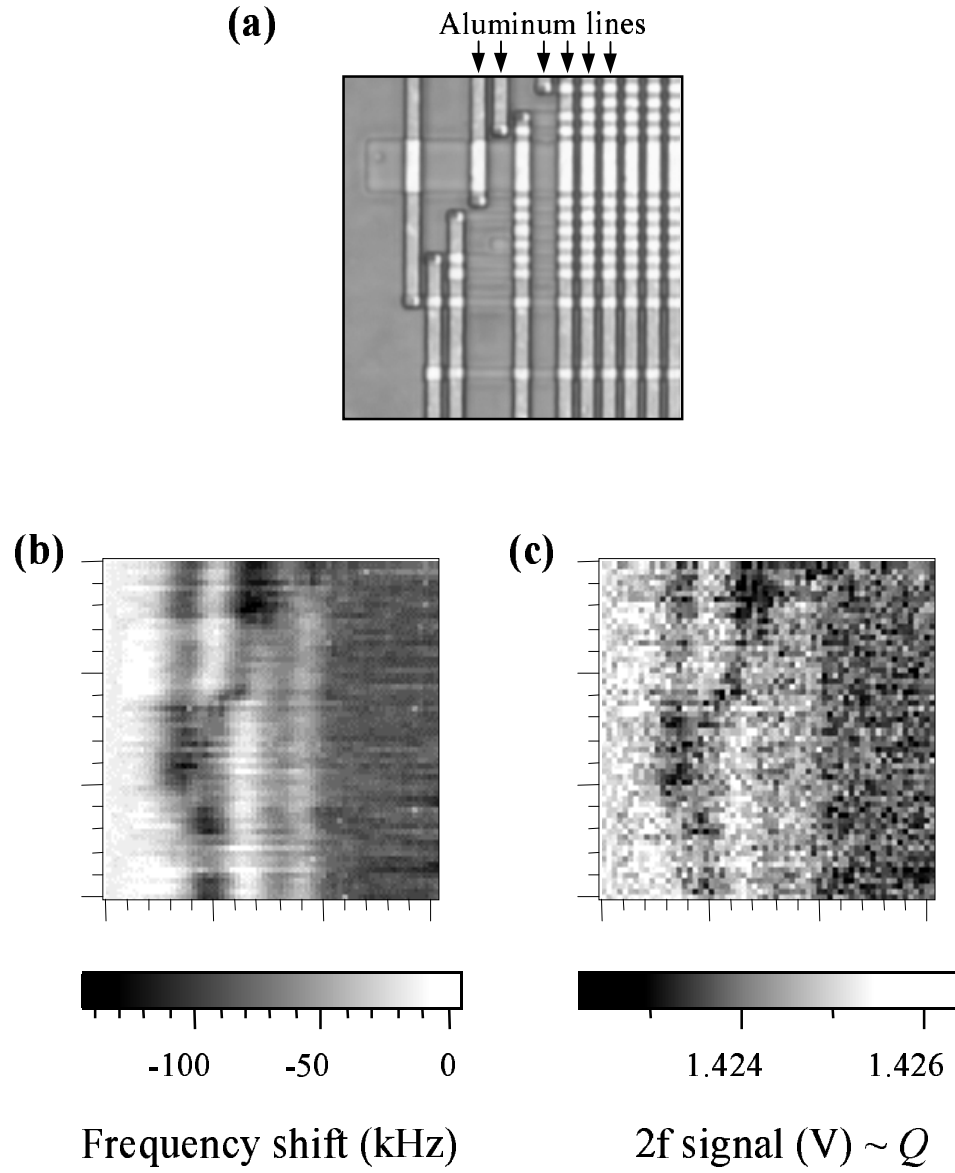 (a)
Aluminum lines
(b)
(c)
-100 -50 0
1.424 1.426
Frequency shift (kHz)
2f signal (V) ~ Q